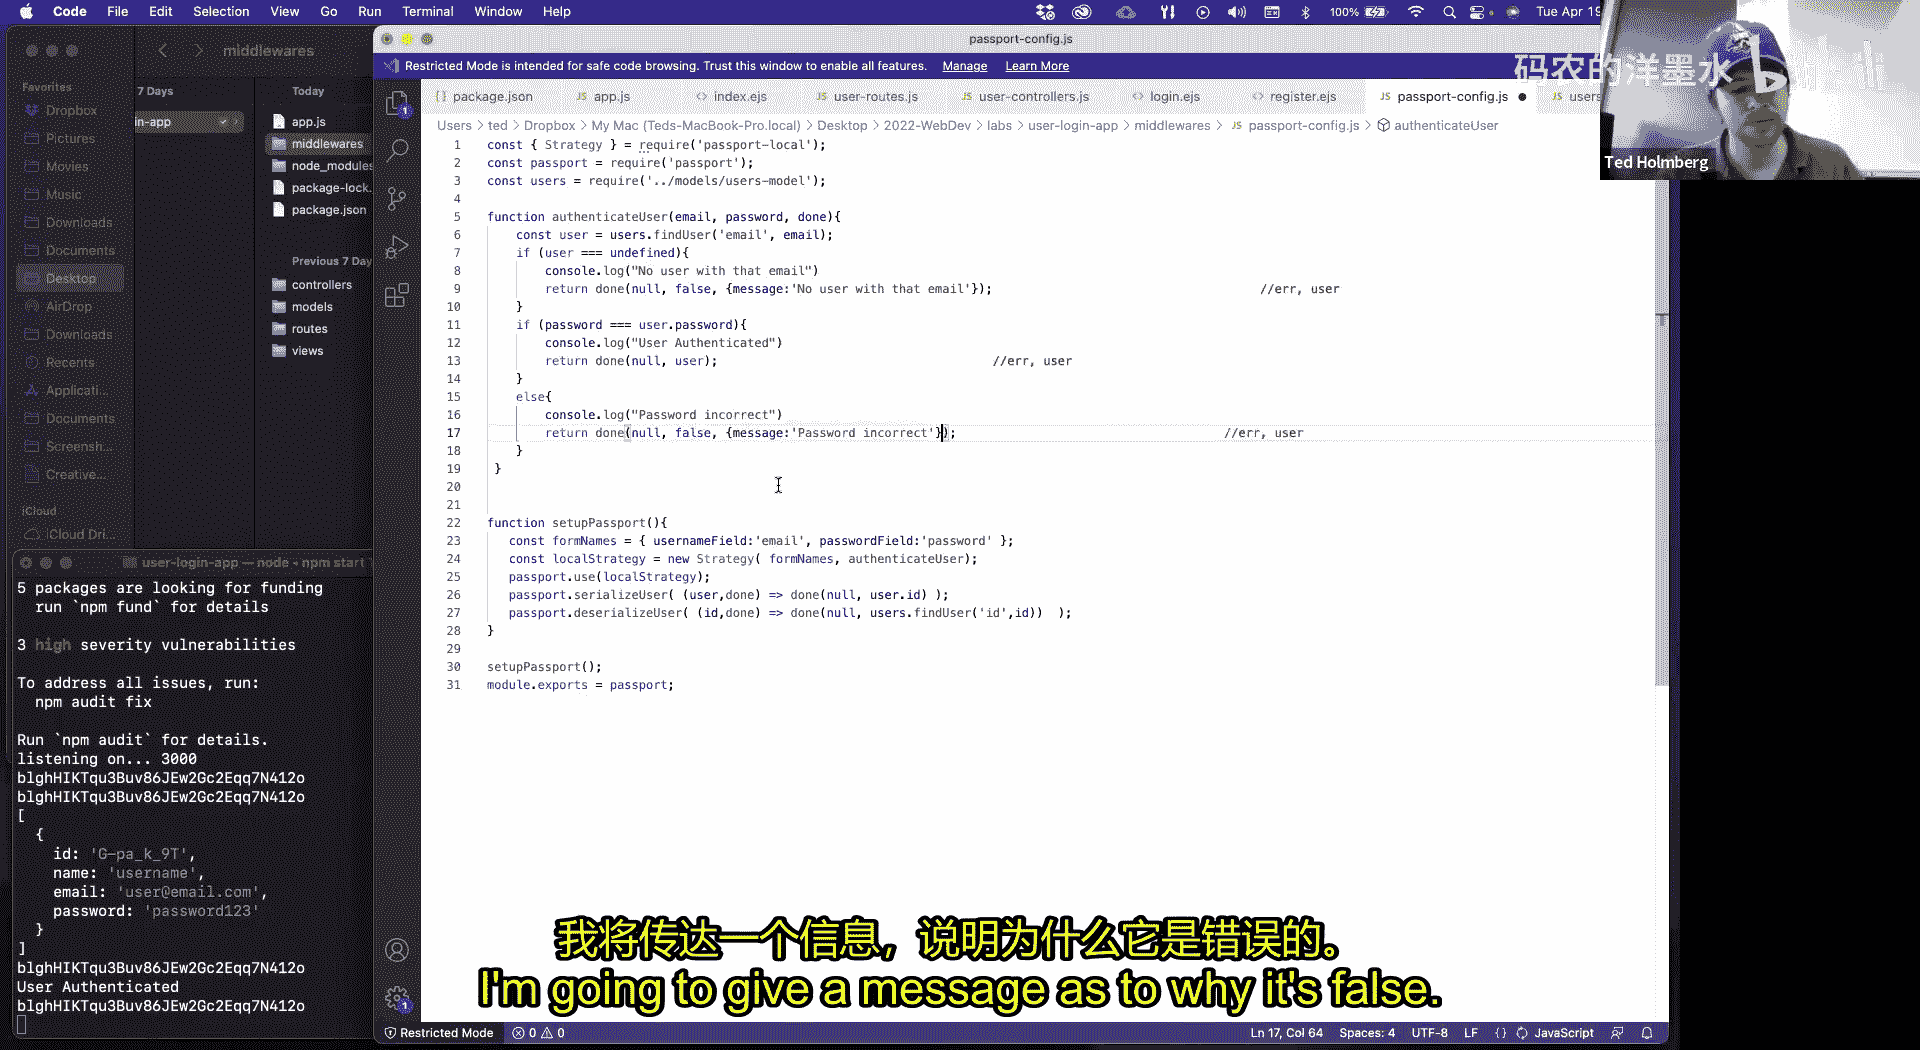 Code File Edit Selection View Go Run Terminal Window Help 100% Tue Apr 19
middlewares
Favorites
Dropbox
Pictures
Movies
Music
Downloads
Documents
Desktop
AirDrop
Downloads
Recents
Applicati...
Documents
Screensh...
Creative...
iCloud
iCloud Dri...
7 Days
in-app
Today
app.js
middlewares
node_modules
package-lock.
package.json
Previous 7 Day
controllers
models
routes
views
passport-config.js
Restricted Mode is intended for safe code browsing. Trust this window to enable all features. Manage Learn More
package.json JS app.js index.ejs JS user-routes.js JS user-controllers.js login.ejs register.ejs JS passport-config.js JS users
Users > ted > Dropbox > My Mac (Teds-MacBook-Pro.local) > Desktop > 2022-WebDev > labs > user-login-app > middlewares > JS passport-config.js > authenticateUser
1 const { Strategy } = require('passport-local');
2 const passport = require('passport');
3 const users = require('../models/users-model');
4
5 function authenticateUser(email, password, done){
6 const user = users.findUser('email', email);
7 if (user === undefined){
8 console.log("No user with that email")
9 return done(null, false, {message:'No user with that email'}); //err, user
10 }
11 if (password === user.password){
12 console.log("User Authenticated")
13 return done(null, user); //err, user
14 }
15 else{
16 console.log("Password incorrect")
17 return done(null, false, {message:'Password incorrect'}); //err, user
18 }
19 }
20
21
22 function setupPassport(){
23 const formNames = { usernameField:'email', passwordField:'password' };
24 const localStrategy = new Strategy( formNames, authenticateUser);
25 passport.use(localStrategy);
26 passport.serializeUser( (user,done) => done(null, user.id) );
27 passport.deserializeUser( (id,done) => done(null, users.findUser('id',id)) );
28 }
29
30 setupPassport();
31 module.exports = passport;
码农的洋墨水
Ted Holmberg
user-login-app — node ◂ npm start
5 packages are looking for funding
run `npm fund` for details
3 high severity vulnerabilities
To address all issues, run:
npm audit fix
Run `npm audit` for details.
listening on... 3000
blghHIKTqu3Buv86JEw2Gc2Eqq7N412o
blghHIKTqu3Buv86JEw2Gc2Eqq7N412o
[
{
id: 'G-pa_k_9T',
name: 'username',
email: 'user@email.com',
password: 'password123'
}
]
blghHIKTqu3Buv86JEw2Gc2Eqq7N412o
User Authenticated
blghHIKTqu3Buv86JEw2Gc2Eqq7N412o
我将传达一个信息，说明为什么它是错误的。
I'm going to give a message as to why it's false.
Restricted Mode 0 0 Ln 17, Col 64 Spaces: 4 UTF-8 LF {} JavaScript